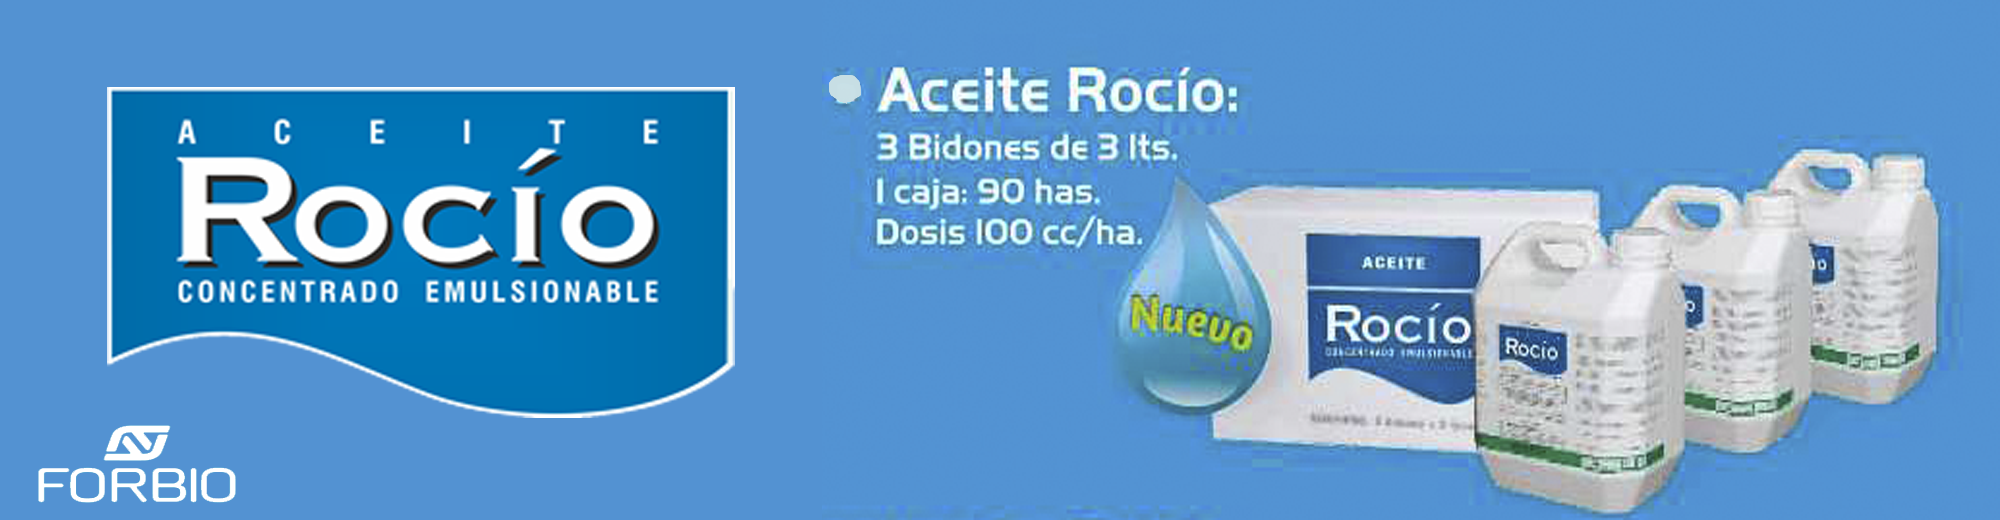 ACEITE
Rocío
CONCENTRADO EMULSIONABLE
FORBIO
Aceite Rocío:
3 Bidones de 3 lts.
1 caja: 90 has.
Dosis 100 cc/ha.
Nuevo
ACEITE
Rocío
CONCENTRADO EMULSIONABLE
Rocío